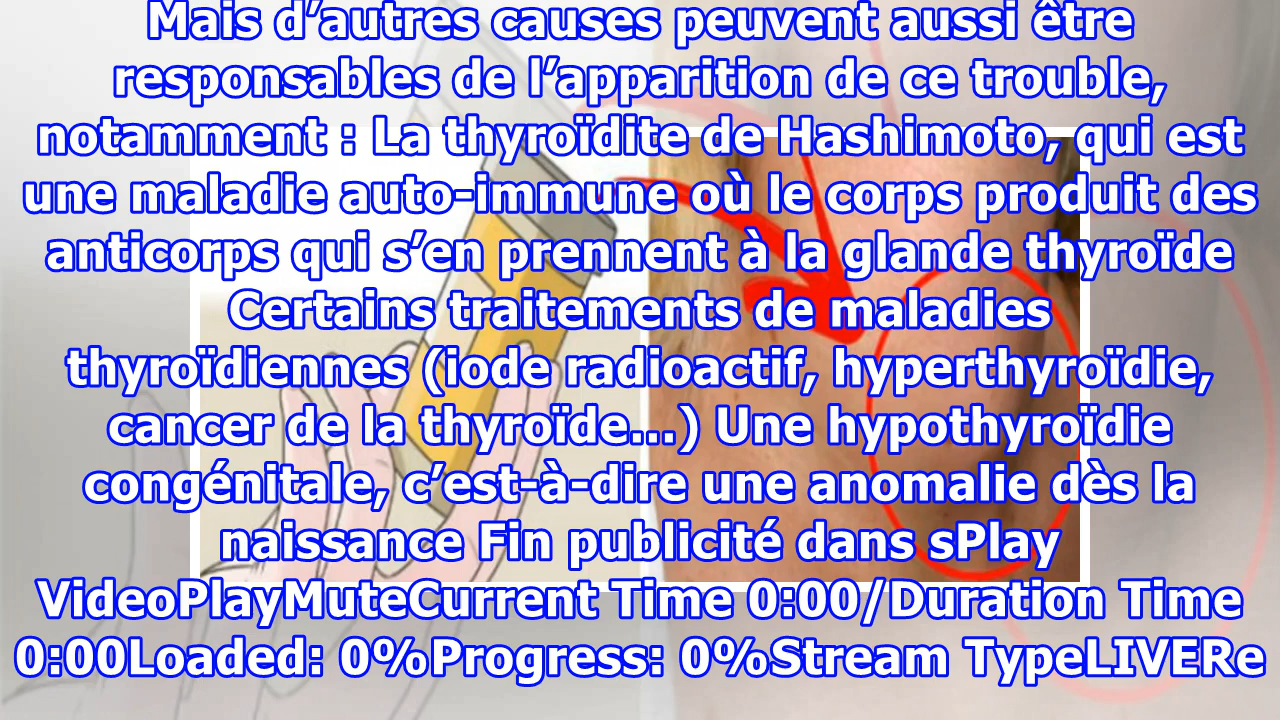 Mais d’autres causes peuvent aussi être
responsables de l’apparition de ce trouble,
notamment : La thyroïdite de Hashimoto, qui est
une maladie auto-immune où le corps produit des
anticorps qui s’en prennent à la glande thyroïde
Certains traitements de maladies
thyroïdiennes (iode radioactif, hyperthyroïdie,
cancer de la thyroïde...) Une hypothyroïdie
congénitale, c’est-à-dire une anomalie dès la
naissance Fin publicité dans sPlay
VideoPlayMuteCurrent Time 0:00/Duration Time
0:00Loaded: 0%Progress: 0%Stream TypeLIVERe